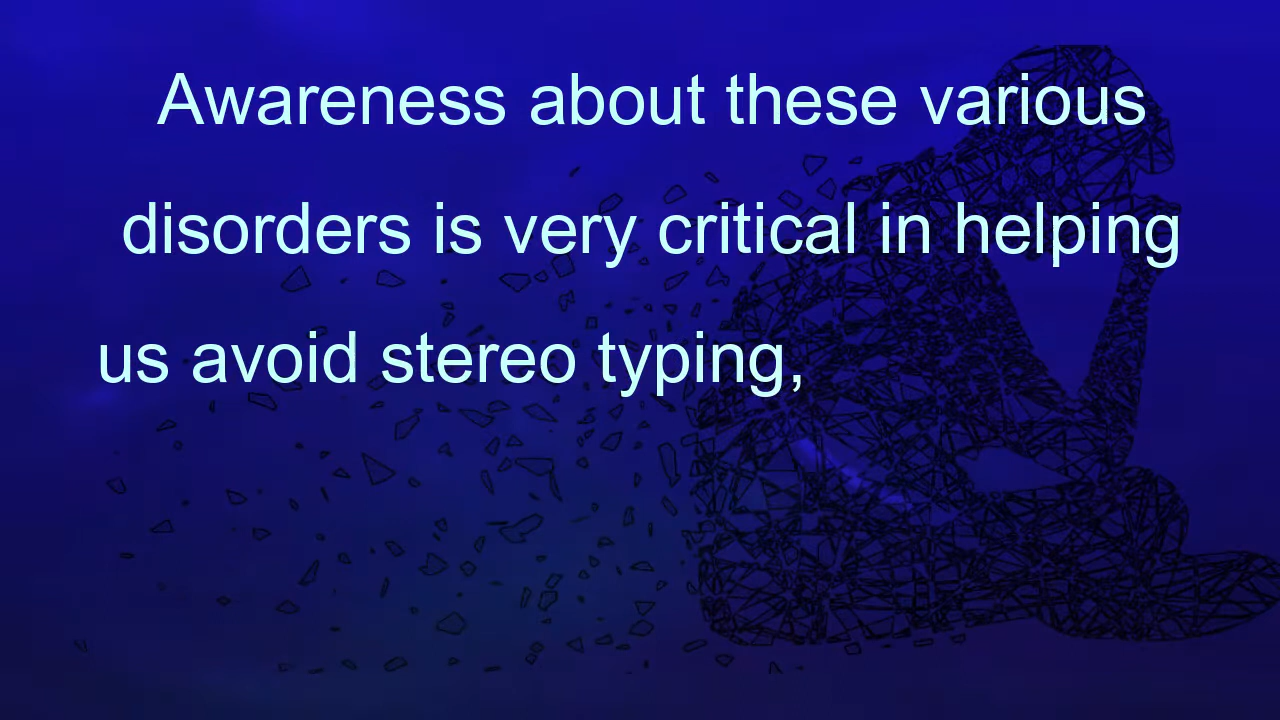 Awareness about these various
disorders is very critical in helping
us avoid stereo typing,